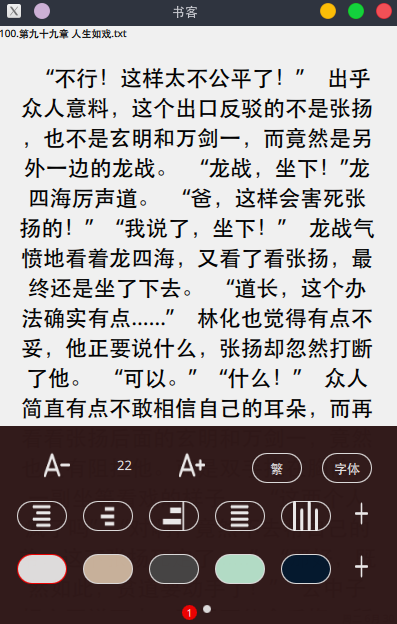 书客
100.第九十九章 人生如戏.txt
“不行！这样太不公平了！” 出乎
众人意料，这个出口反驳的不是张扬
，也不是玄明和万剑一，而竟然是另
外一边的龙战。 “龙战，坐下！”龙
四海厉声道。 “爸，这样会害死张
扬的！” “我说了，坐下！” 龙战气
愤地看着龙四海，又看了看张扬，最
终还是坐了下去。 “道长，这个办
法确实有点......” 林化也觉得有点不
妥，他正要说什么，张扬却忽然打断
了他。 “可以。” “什么！” 众人
简直有点不敢相信自己的耳朵，而再
A- 22 A+ 繁 字体
1